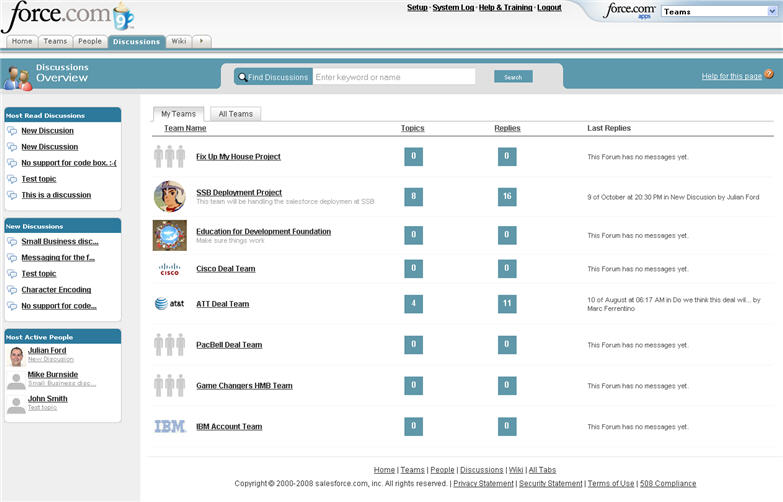 force.com
9
Setup - System Log - Help & Training - Logout
force.com apps
Teams
Home
Teams
People
Discussions
Wiki
Discussions
Overview
Find Discussions
Enter keyword or name
Search
Help for this page ?
Most Read Discussions
New Discusion
New Discussion
No support for code box. :-(
Test topic
This is a discussion
New Discussions
Small Business disc...
Messaging for the f...
Test topic
Character Encoding
No support for code...
Most Active People
Julian Ford
New Discusion
Mike Burnside
Small Business disc...
John Smith
Test topic
My Teams
All Teams
Team Name Topics Replies Last Replies
Fix Up My House Project 0 0 This Forum has no messages yet.
SSB Deployment Project 8 16 9 of October at 20:30 PM in New Discusion by Julian Ford
This team will be handling the salesforce deploymen at SSB
Education for Development Foundation 0 0 This Forum has no messages yet.
Make sure things work
CISCO Cisco Deal Team 0 0 This Forum has no messages yet.
at&t ATT Deal Team 4 11 10 of August at 06:17 AM in Do we think this deal wil... by
Marc Ferrentino
PacBell Deal Team 0 0 This Forum has no messages yet.
Game Changers HMB Team 0 0 This Forum has no messages yet.
IBM IBM Account Team 0 0 This Forum has no messages yet.
Home | Teams | People | Discussions | Wiki | All Tabs
Copyright © 2000-2008 salesforce.com, inc. All rights reserved. | Privacy Statement | Security Statement | Terms of Use | 508 Compliance